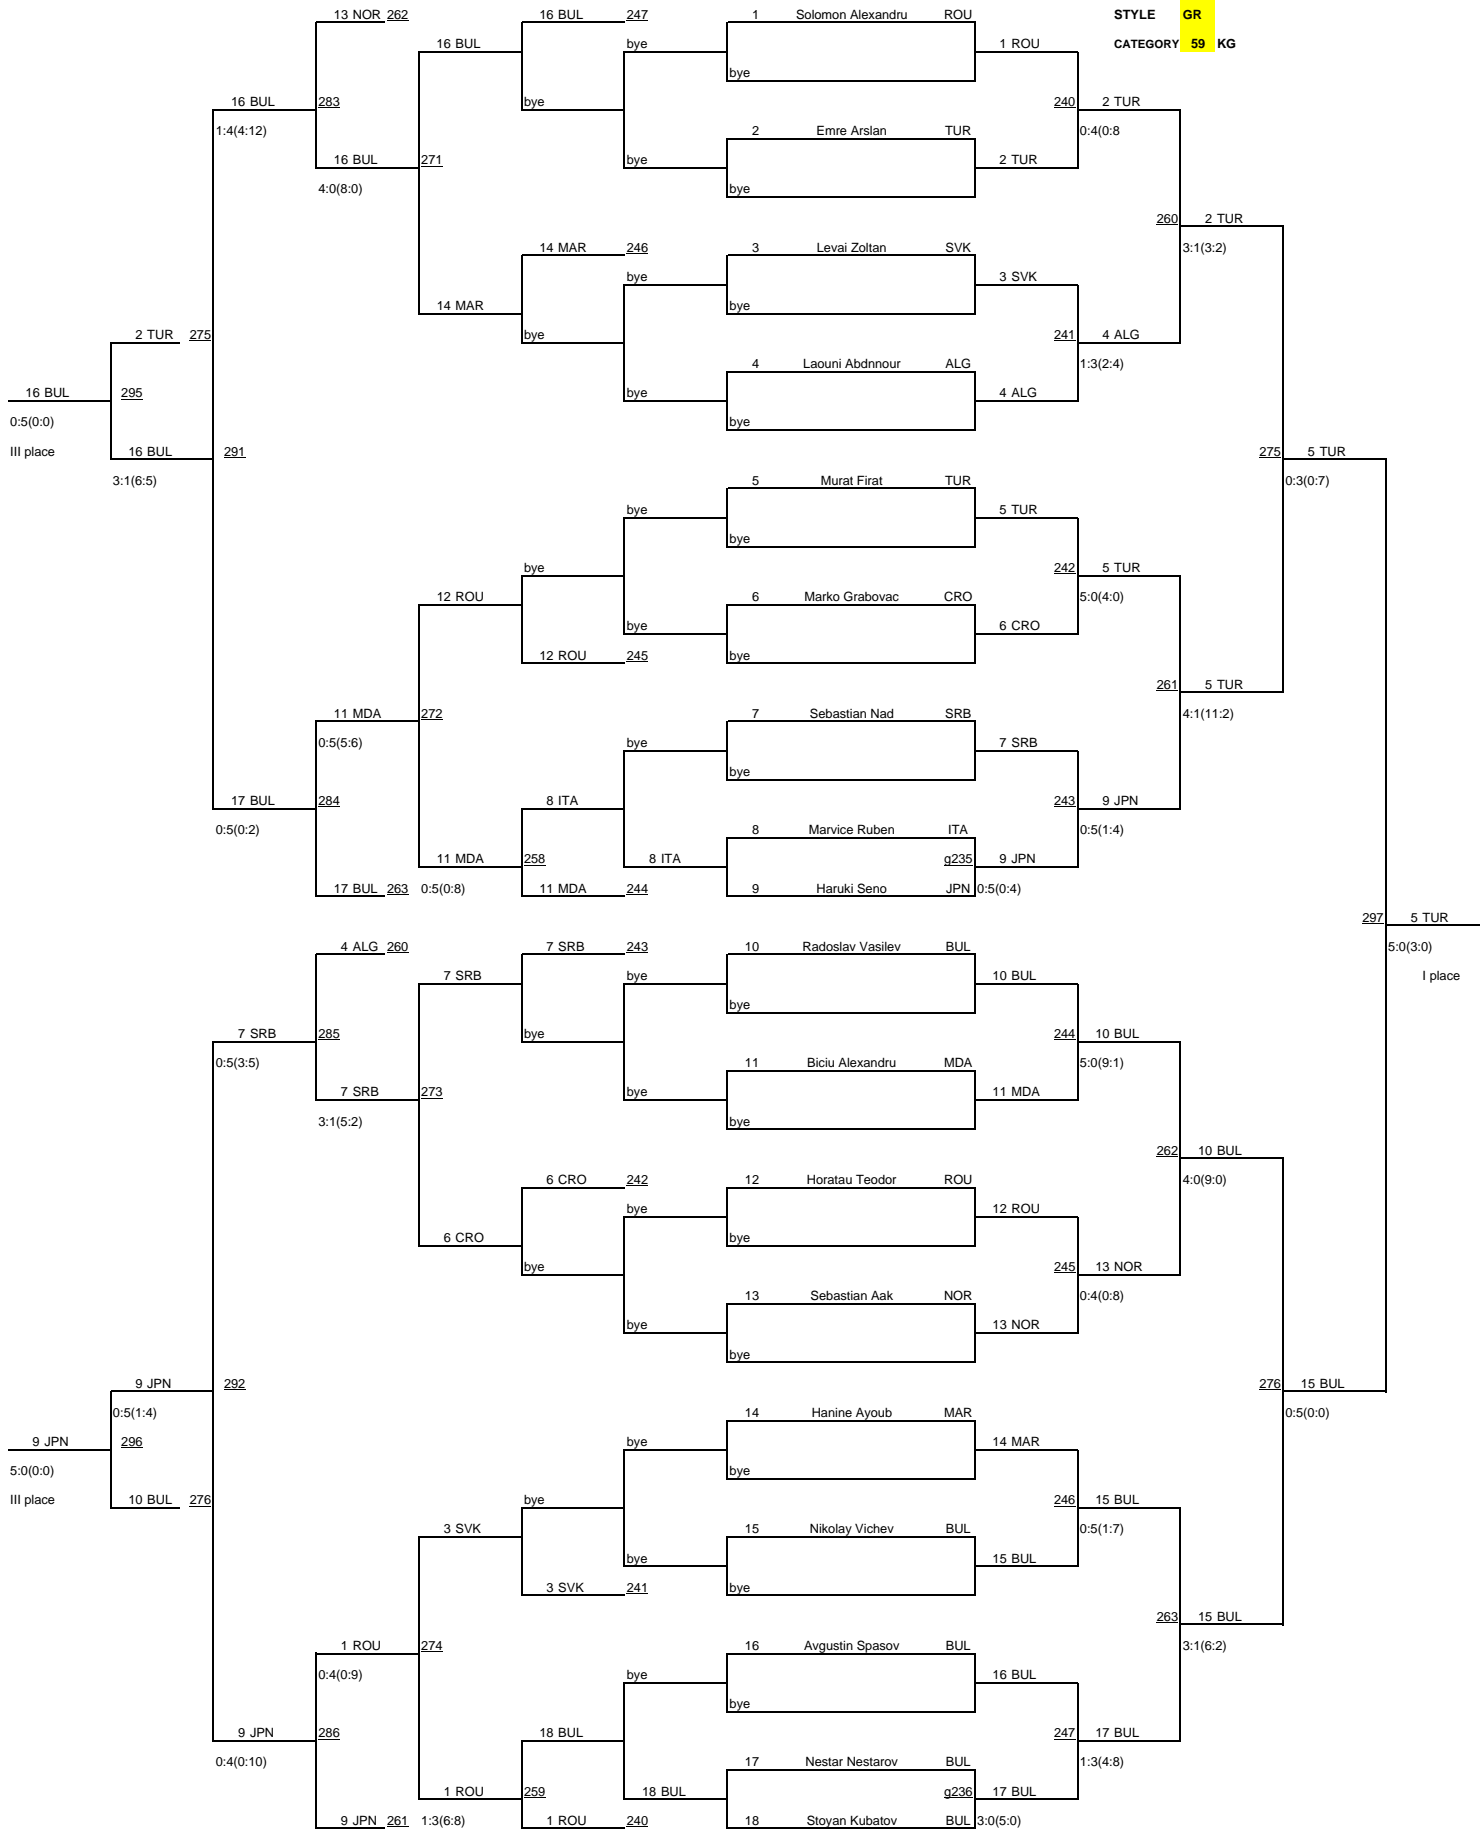 13 NOR 262 16 BUL 247 1 Solomon Alexandru ROU STYLE GR
16 BUL bye 1 ROU CATEGORY 59 KG
bye
16 BUL 283 bye 240 2 TUR
1:4(4:12) 2 Emre Arslan TUR 0:4(0:8
16 BUL 271 bye 2 TUR
4:0(8:0) bye
260 2 TUR
14 MAR 246 3 Levai Zoltan SVK 3:1(3:2)
bye 3 SVK
14 MAR bye
2 TUR 275 bye 241 4 ALG
4 Laouni Abdnnour ALG 1:3(2:4)
16 BUL 295 bye 4 ALG
0:5(0:0) bye
III place 16 BUL 291 275 5 TUR
3:1(6:5) 5 Murat Firat TUR 0:3(0:7)
bye 5 TUR
bye
bye 242 5 TUR
12 ROU 6 Marko Grabovac CRO 5:0(4:0)
bye 6 CRO
12 ROU 245 bye
261 5 TUR
11 MDA 272 7 Sebastian Nad SRB 4:1(11:2)
0:5(5:6) bye 7 SRB
bye
17 BUL 284 8 ITA 243 9 JPN
0:5(0:2) 8 Marvice Ruben ITA 0:5(1:4)
11 MDA 258 8 ITA g235 9 JPN
17 BUL 263 0:5(0:8) 11 MDA 244 9 Haruki Seno JPN 0:5(0:4)
297 5 TUR
4 ALG 260 7 SRB 243 10 Radoslav Vasilev BUL 5:0(3:0)
7 SRB bye 10 BUL I place
bye
7 SRB 285 bye 244 10 BUL
0:5(3:5) 11 Biciu Alexandru MDA 5:0(9:1)
7 SRB 273 bye 11 MDA
3:1(5:2) bye
262 10 BUL
6 CRO 242 12 Horatau Teodor ROU 4:0(9:0)
bye 12 ROU
6 CRO bye
bye 245 13 NOR
13 Sebastian Aak NOR 0:4(0:8)
bye 13 NOR
bye
9 JPN 292 276 15 BUL
0:5(1:4) 14 Hanine Ayoub MAR 0:5(0:0)
9 JPN 296 bye 14 MAR
5:0(0:0) bye
III place 10 BUL 276 bye 246 15 BUL
3 SVK 15 Nikolay Vichev BUL 0:5(1:7)
bye 15 BUL
3 SVK 241 bye
263 15 BUL
1 ROU 274 16 Avgustin Spasov BUL 3:1(6:2)
0:4(0:9) bye 16 BUL
bye
9 JPN 286 18 BUL 247 17 BUL
0:4(0:10) 17 Nestar Nestarov BUL 1:3(4:8)
1 ROU 259 18 BUL g236 17 BUL
9 JPN 261 1:3(6:8) 1 ROU 240 18 Stoyan Kubatov BUL 3:0(5:0)